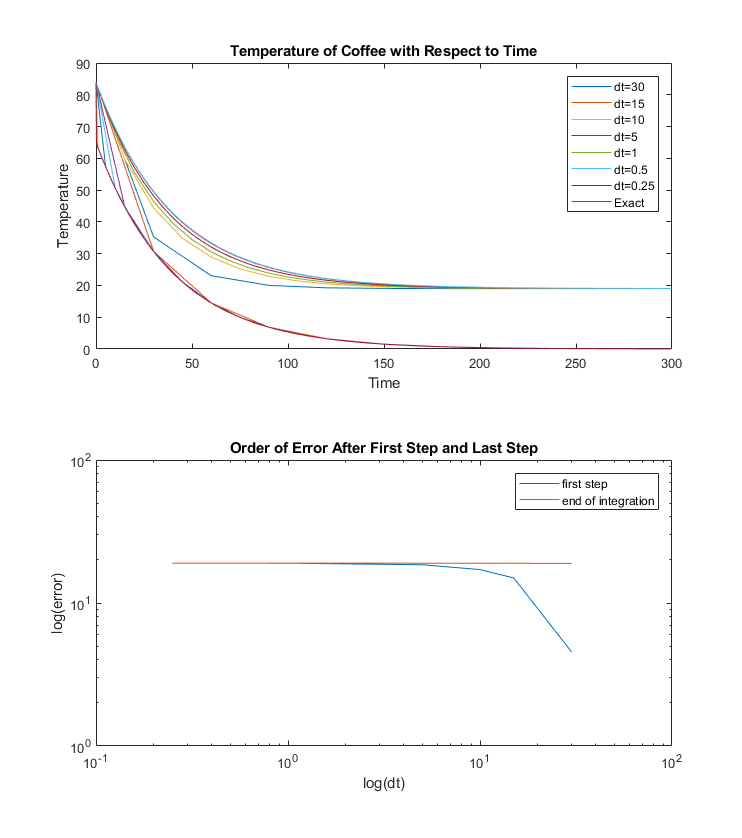 Temperature of Coffee with Respect to Time
90
80
70
60
50
40
30
20
10
0
Temperature
0 50 100 150 200 250 300
Time
dt=30
dt=15
dt=10
dt=5
dt=1
dt=0.5
dt=0.25
Exact
Order of Error After First Step and Last Step
10^2
10^1
10^0
log(error)
10^-1 10^0 10^1 10^2
log(dt)
first step
end of integration